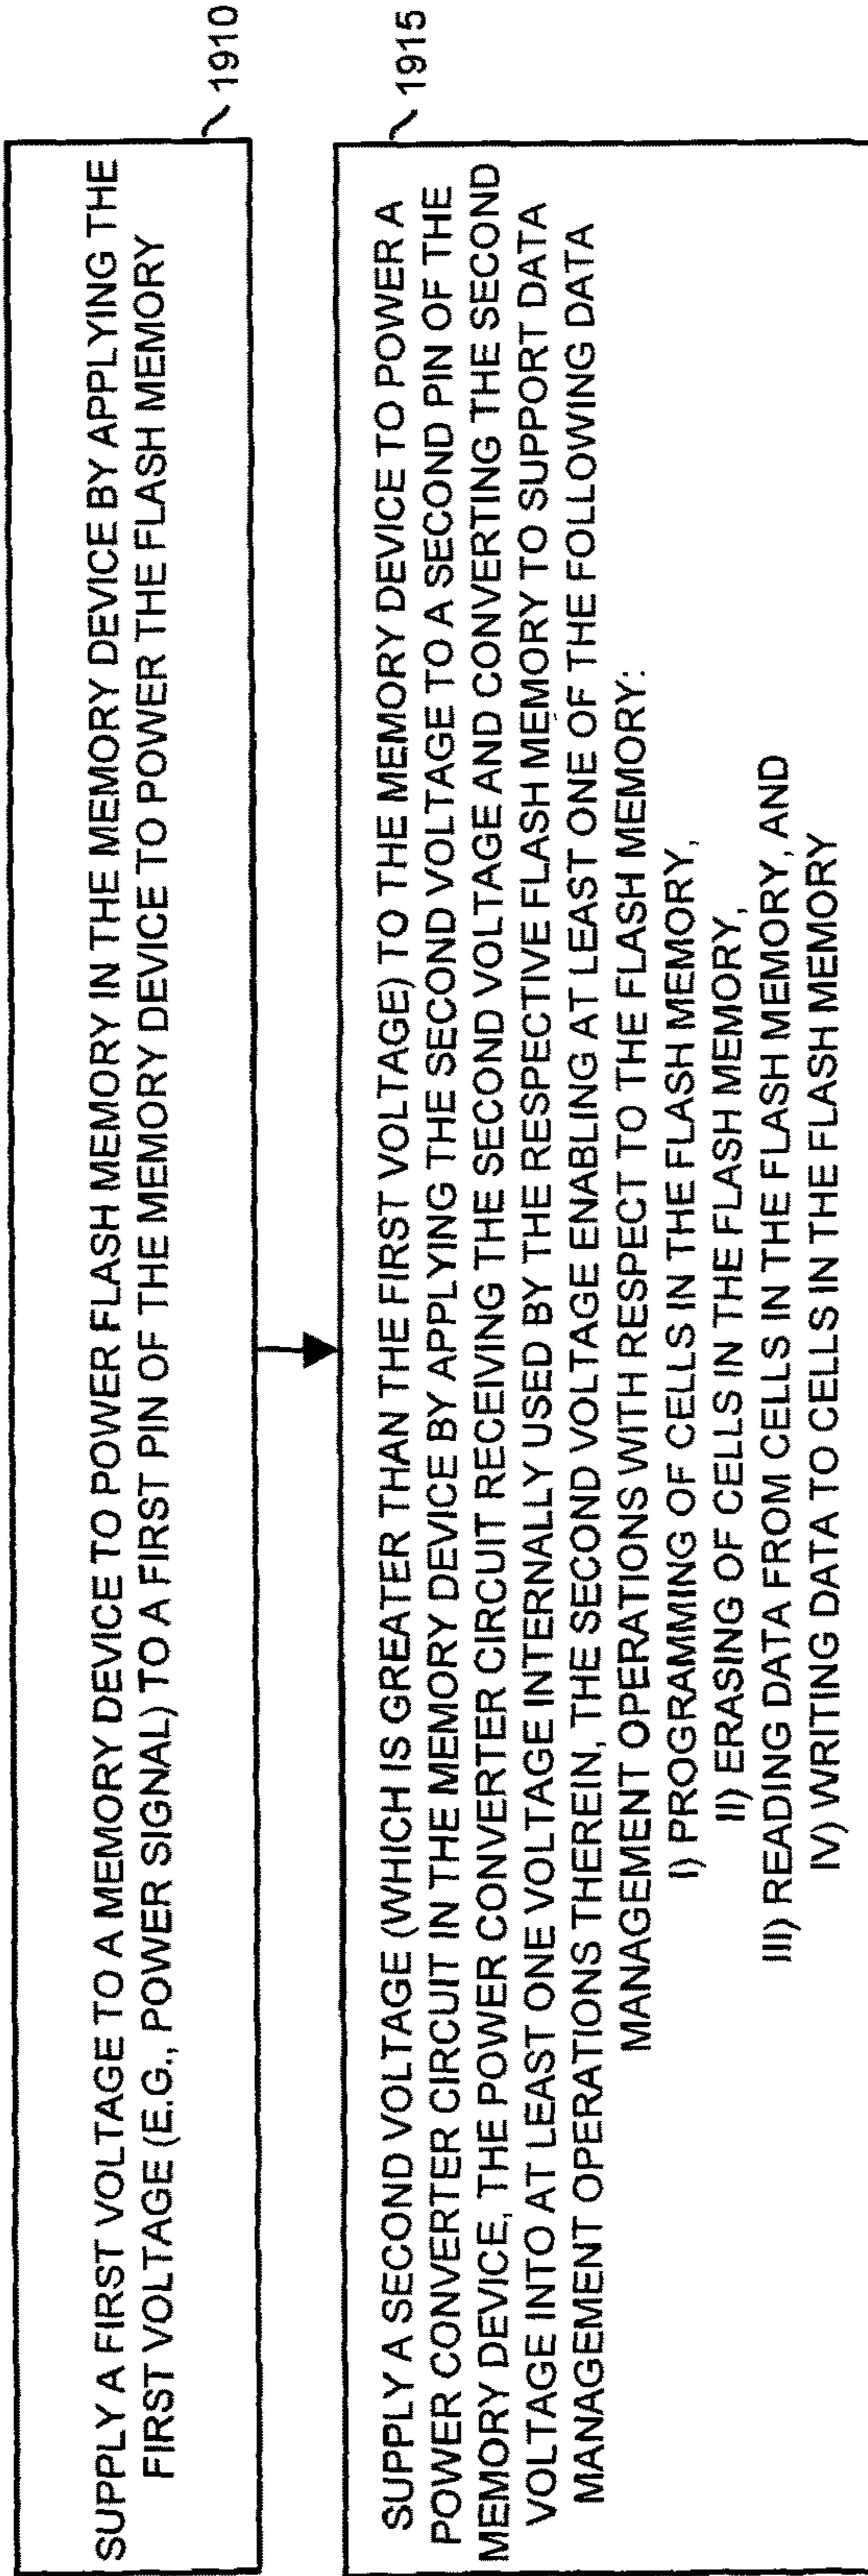 SUPPLY A FIRST VOLTAGE TO A MEMORY DEVICE TO POWER FLASH MEMORY IN THE MEMORY DEVICE BY APPLYING THE
FIRST VOLTAGE (E.G., POWER SIGNAL) TO A FIRST PIN OF THE MEMORY DEVICE TO POWER THE FLASH MEMORY
1910
SUPPLY A SECOND VOLTAGE (WHICH IS GREATER THAN THE FIRST VOLTAGE) TO THE MEMORY DEVICE TO POWER A
POWER CONVERTER CIRCUIT IN THE MEMORY DEVICE BY APPLYING THE SECOND VOLTAGE TO A SECOND PIN OF THE
MEMORY DEVICE, THE POWER CONVERTER CIRCUIT RECEIVING THE SECOND VOLTAGE AND CONVERTING THE SECOND
VOLTAGE INTO AT LEAST ONE VOLTAGE INTERNALLY USED BY THE RESPECTIVE FLASH MEMORY TO SUPPORT DATA
MANAGEMENT OPERATIONS THEREIN, THE SECOND VOLTAGE ENABLING AT LEAST ONE OF THE FOLLOWING DATA
MANAGEMENT OPERATIONS WITH RESPECT TO THE FLASH MEMORY:
I) PROGRAMMING OF CELLS IN THE FLASH MEMORY,
II) ERASING OF CELLS IN THE FLASH MEMORY,
III) READING DATA FROM CELLS IN THE FLASH MEMORY, AND
IV) WRITING DATA TO CELLS IN THE FLASH MEMORY
1915